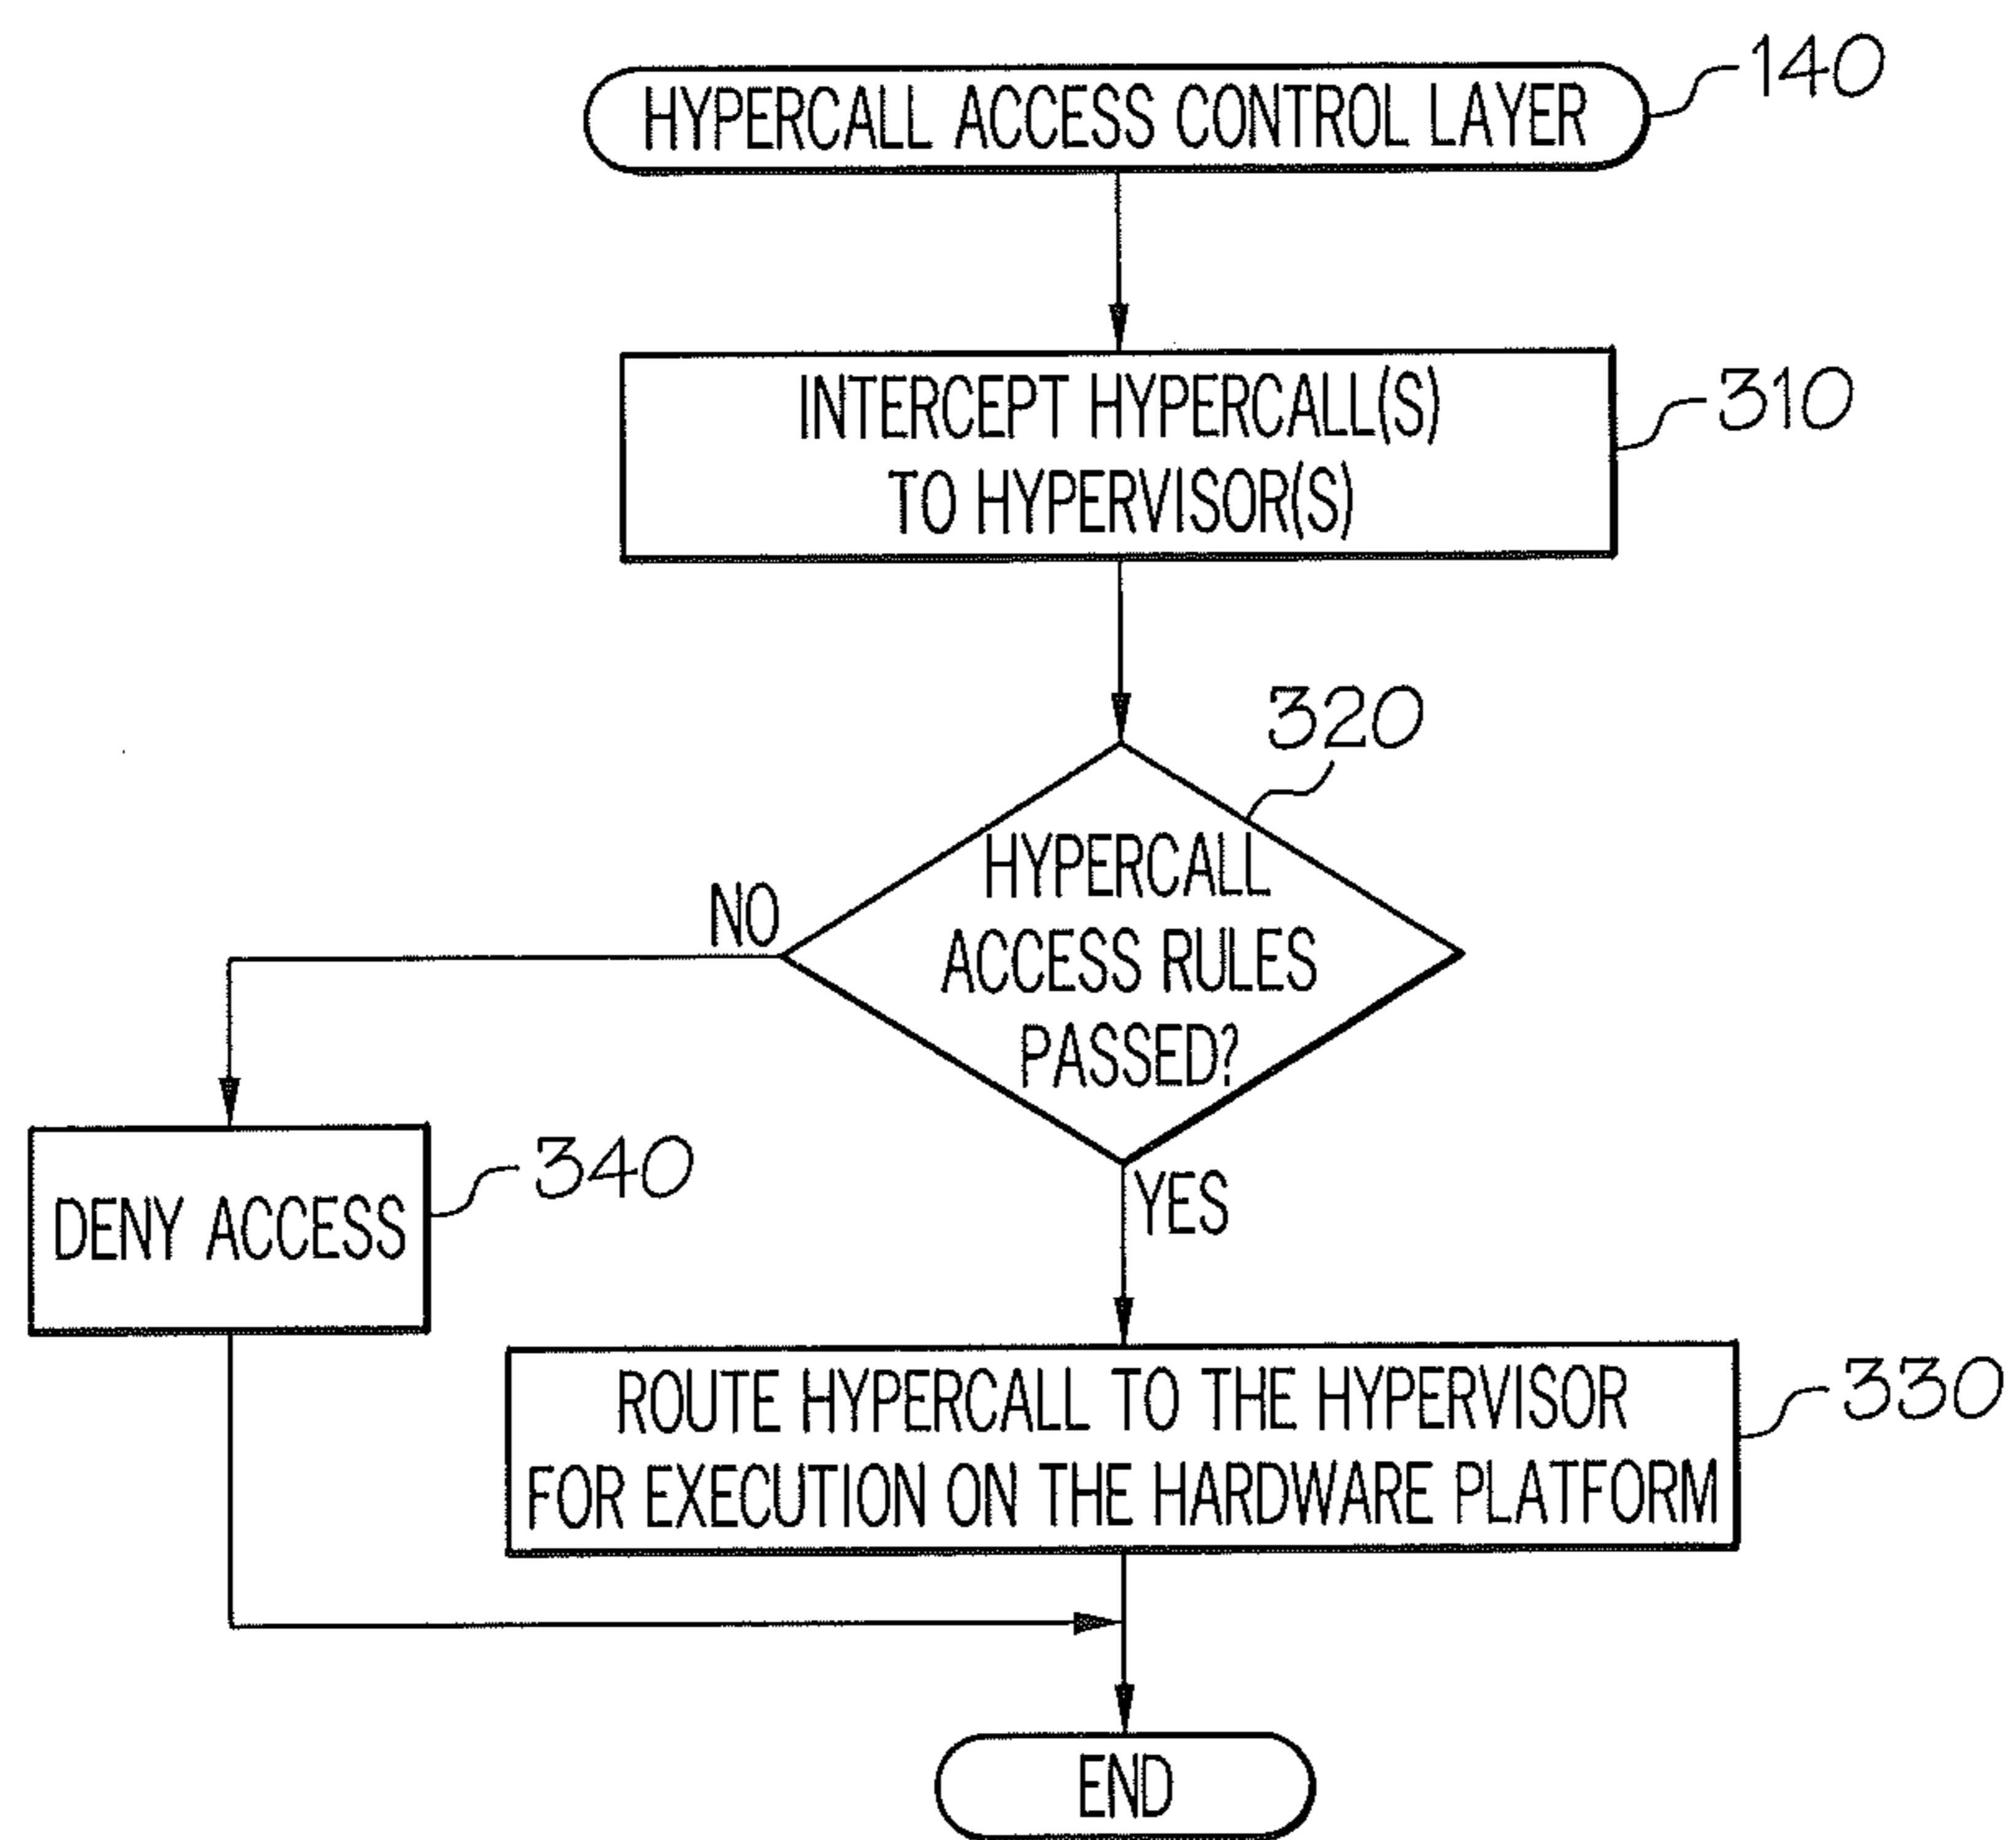 HYPERCALL ACCESS CONTROL LAYER
140
INTERCEPT HYPERCALL(S)
TO HYPERVISOR(S)
310
320
HYPERCALL
ACCESS RULES
PASSED?
NO
YES
DENY ACCESS
340
ROUTE HYPERCALL TO THE HYPERVISOR
FOR EXECUTION ON THE HARDWARE PLATFORM
330
END